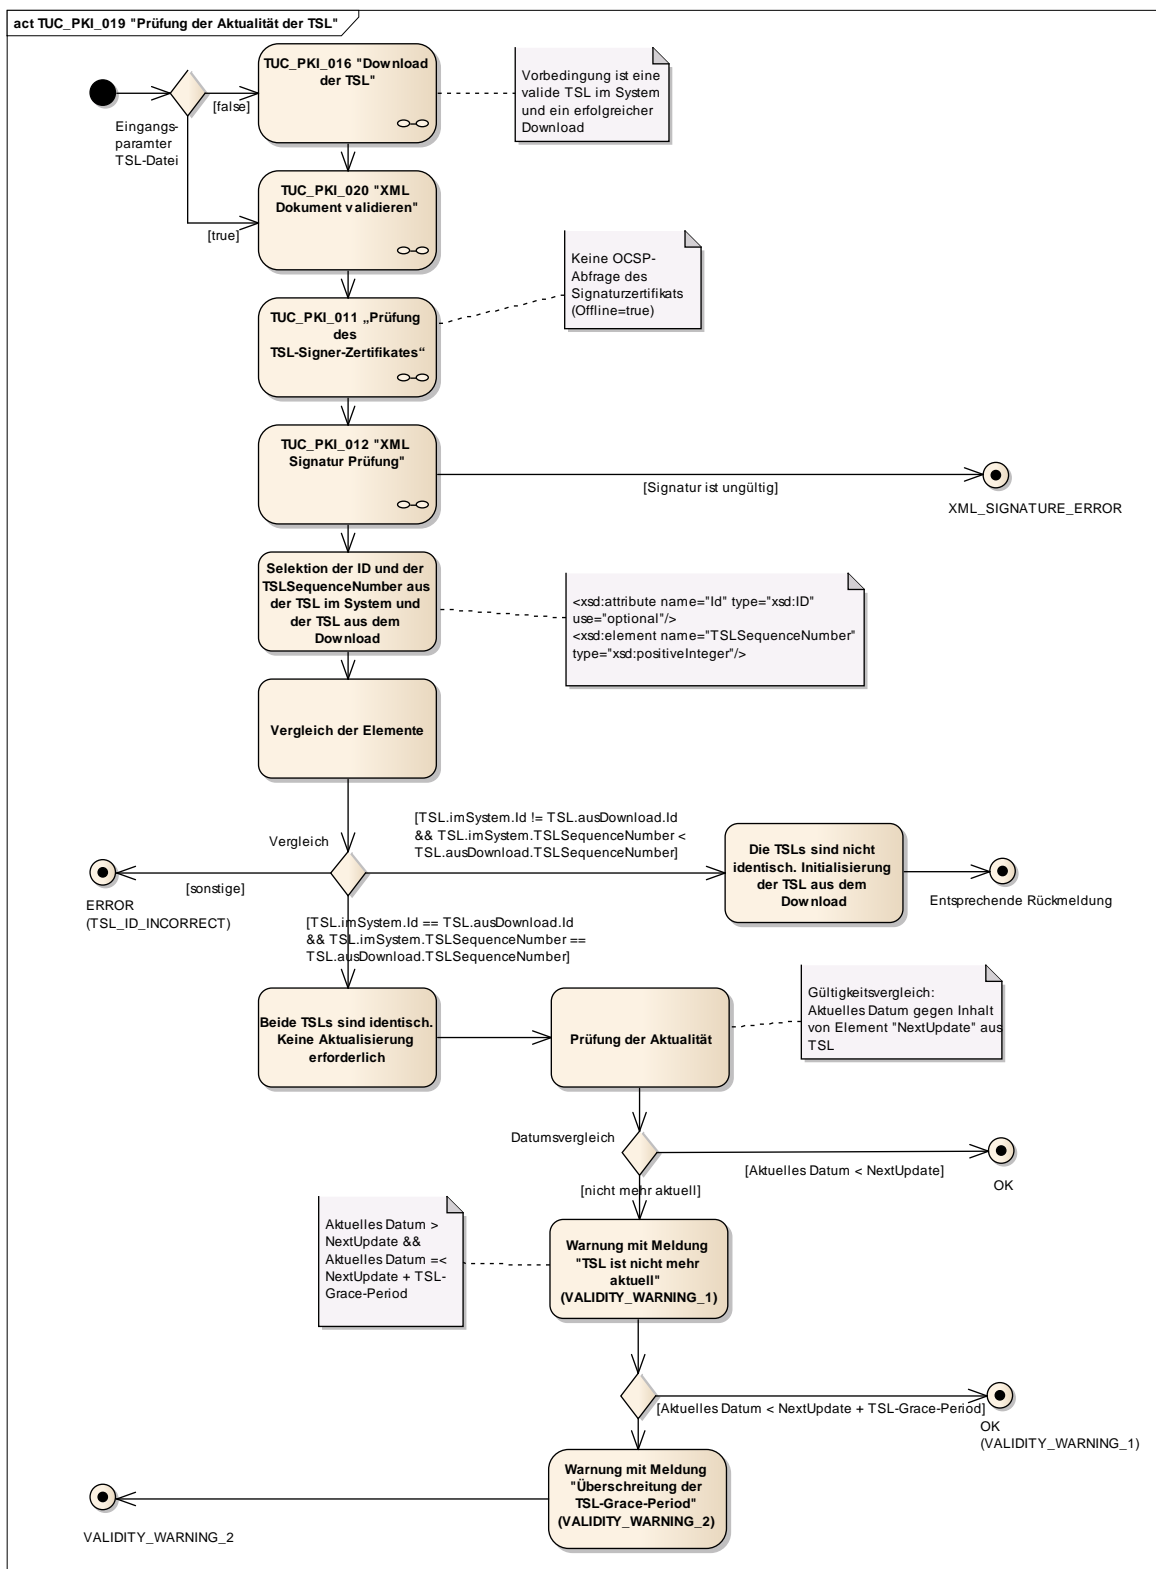 act TUC_PKI_019 "Prüfung der Aktualität der TSL"
TUC_PKI_016 "Download
der TSL"
Vorbedingung ist eine
valide TSL im System
und ein erfolgreicher
Download
[false]
Eingangs-
paramter
TSL-Datei
TUC_PKI_020 "XML
Dokument validieren"
[true]
Keine OCSP-
Abfrage des
Signaturzertifikats
(Offline=true)
TUC_PKI_011 „Prüfung
des
TSL-Signer-Zertifikates“
TUC_PKI_012 "XML
Signatur Prüfung"
[Signatur ist ungültig]
XML_SIGNATURE_ERROR
Selektion der ID und der
TSLSequenceNumber aus
der TSL im System und
der TSL aus dem
Download
<xsd:attribute name="Id" type="xsd:ID"
use="optional"/>
<xsd:element name="TSLSequenceNumber"
type="xsd:positiveInteger"/>
Vergleich der Elemente
[TSL.imSystem.Id != TSL.ausDownload.Id
&& TSL.imSystem.TSLSequenceNumber <
TSL.ausDownload.TSLSequenceNumber]
Vergleich
Die TSLs sind nicht
identisch. Initialisierung
der TSL aus dem
Download
[sonstige]
ERROR
(TSL_ID_INCORRECT)
Entsprechende Rückmeldung
[TSL.imSystem.Id == TSL.ausDownload.Id
&& TSL.imSystem.TSLSequenceNumber ==
TSL.ausDownload.TSLSequenceNumber]
Gültigkeitsvergleich:
Aktuelles Datum gegen Inhalt
von Element "NextUpdate" aus
TSL
Beide TSLs sind identisch.
Keine Aktualisierung
erforderlich
Prüfung der Aktualität
Datumsvergleich
[Aktuelles Datum < NextUpdate]
OK
[nicht mehr aktuell]
Aktuelles Datum >
NextUpdate &&
Aktuelles Datum =<
NextUpdate + TSL-
Grace-Period
Warnung mit Meldung
"TSL ist nicht mehr
aktuell"
(VALIDITY_WARNING_1)
[Aktuelles Datum < NextUpdate + TSL-Grace-Period]
OK
(VALIDITY_WARNING_1)
Warnung mit Meldung
"Überschreitung der
TSL-Grace-Period"
(VALIDITY_WARNING_2)
VALIDITY_WARNING_2